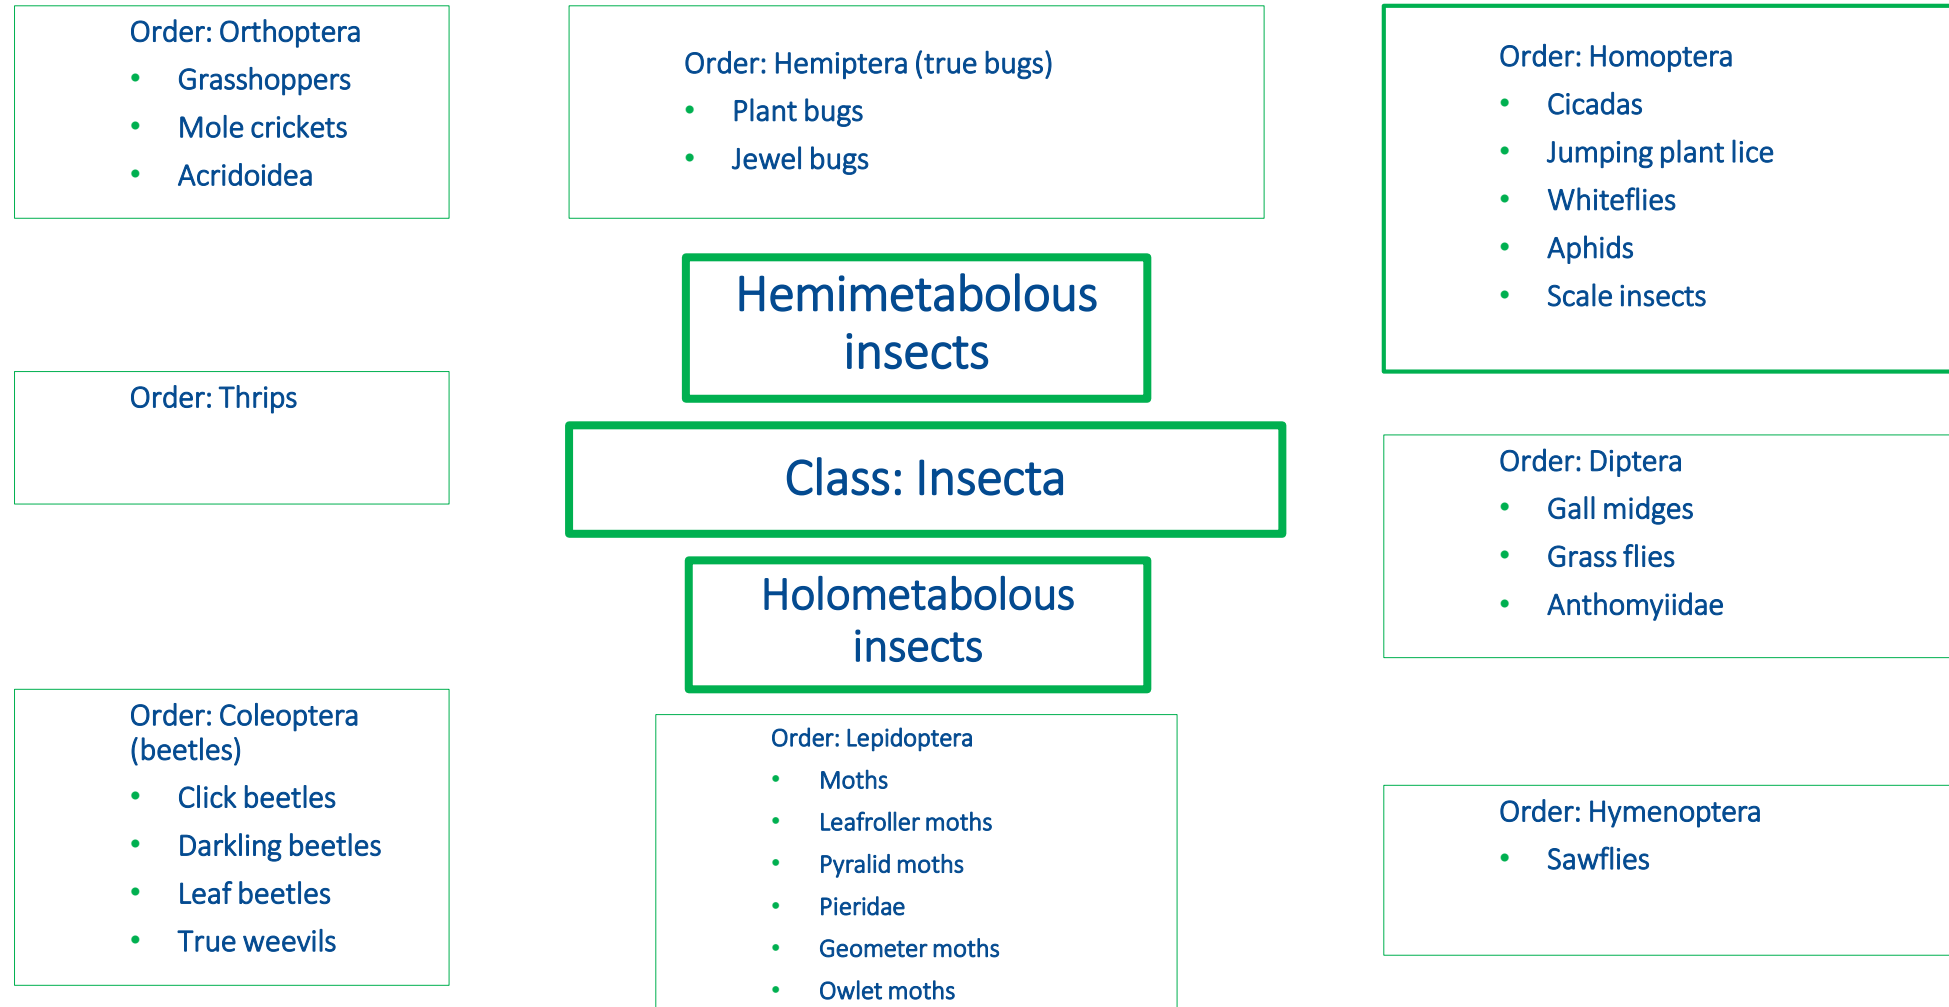 Order: Orthoptera
• Grasshoppers
• Mole crickets
• Acridoidea
Order: Hemiptera (true bugs)
• Plant bugs
• Jewel bugs
Order: Homoptera
• Cicadas
• Jumping plant lice
• Whiteflies
• Aphids
• Scale insects
Hemimetabolous
insects
Order: Thrips
Class: Insecta
Order: Diptera
• Gall midges
• Grass flies
• Anthomyiidae
Holometabolous
insects
Order: Coleoptera
(beetles)
• Click beetles
• Darkling beetles
• Leaf beetles
• True weevils
Order: Lepidoptera
• Moths
• Leafroller moths
• Pyralid moths
• Pieridae
• Geometer moths
• Owlet moths
Order: Hymenoptera
• Sawflies